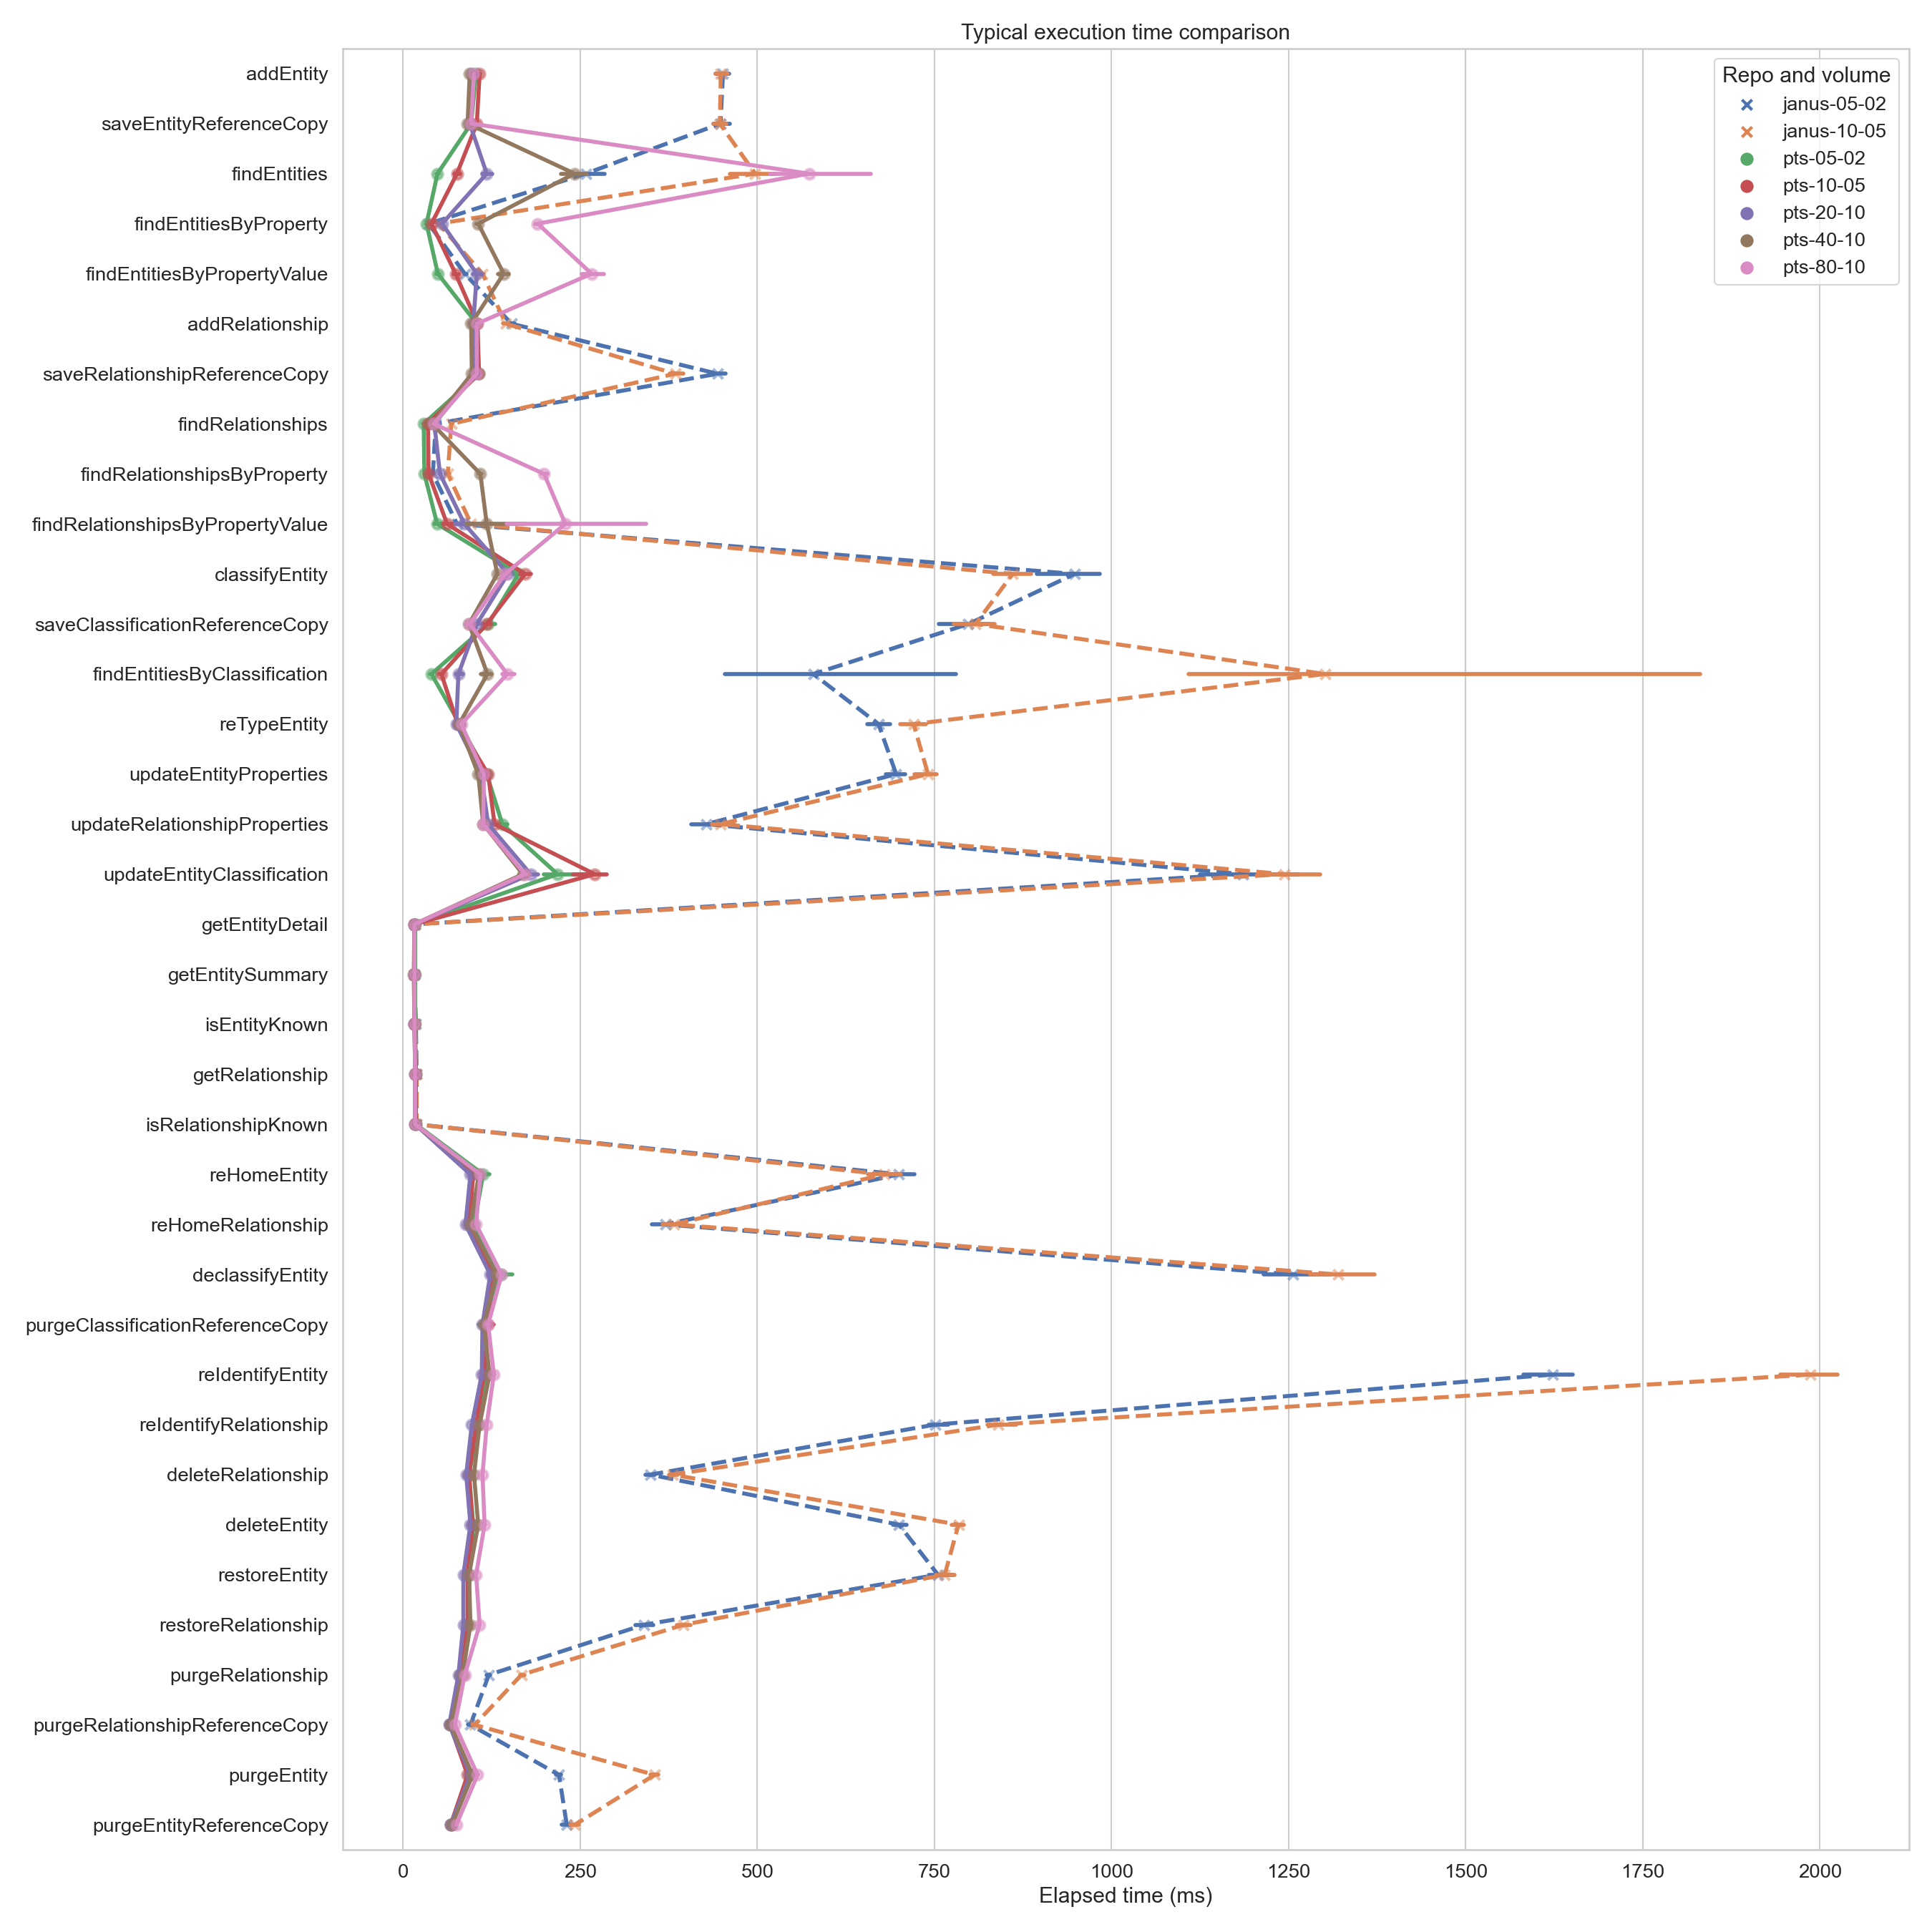 Typical execution time comparison
Repo and volume
janus-05-02
janus-10-05
pts-05-02
pts-10-05
pts-20-10
pts-40-10
pts-80-10
addEntity
saveEntityReferenceCopy
findEntities
findEntitiesByProperty
findEntitiesByPropertyValue
addRelationship
saveRelationshipReferenceCopy
findRelationships
findRelationshipsByProperty
findRelationshipsByPropertyValue
classifyEntity
saveClassificationReferenceCopy
findEntitiesByClassification
reTypeEntity
updateEntityProperties
updateRelationshipProperties
updateEntityClassification
getEntityDetail
getEntitySummary
isEntityKnown
getRelationship
isRelationshipKnown
reHomeEntity
reHomeRelationship
declassifyEntity
purgeClassificationReferenceCopy
reIdentifyEntity
reIdentifyRelationship
deleteRelationship
deleteEntity
restoreEntity
restoreRelationship
purgeRelationship
purgeRelationshipReferenceCopy
purgeEntity
purgeEntityReferenceCopy
0 250 500 750 1000 1250 1500 1750 2000
Elapsed time (ms)